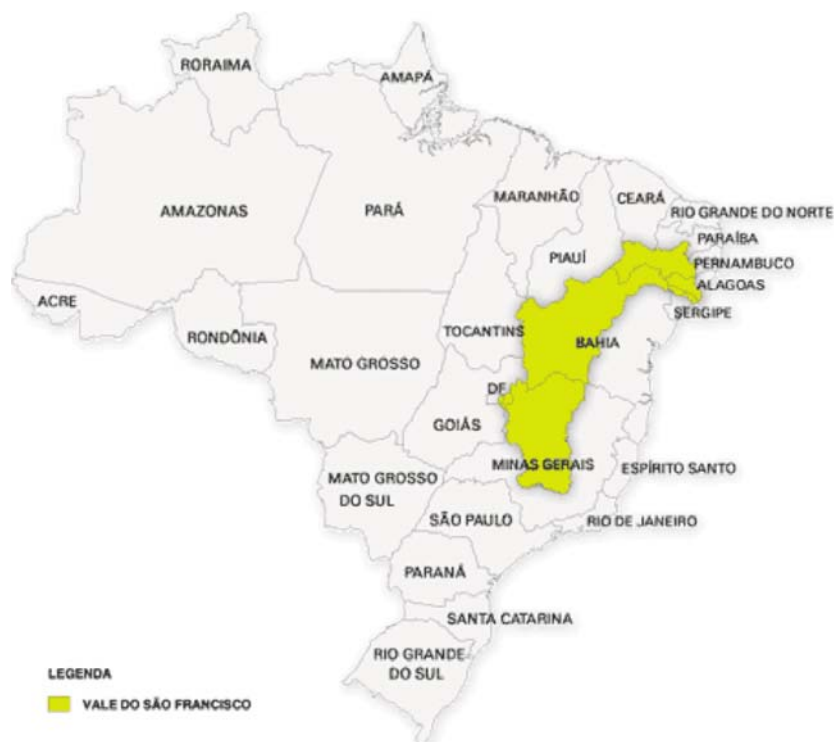 RORAIMA
AMAPÁ
AMAZONAS
PARÁ
MARANHÃO
CEARÁ
RIO GRANDE DO NORTE
PARAÍBA
PIAUÍ
PERNAMBUCO
ALAGOAS
ACRE
SERGIPE
RONDÔNIA
TOCANTINS
BAHIA
MATO GROSSO
DF
GOIÁS
MINAS GERAIS
ESPÍRITO SANTO
MATO GROSSO
DO SUL
SÃO PAULO
RIO DE JANEIRO
PARANÁ
SANTA CATARINA
RIO GRANDE
DO SUL
LEGENDA
VALE DO SÃO FRANCISCO